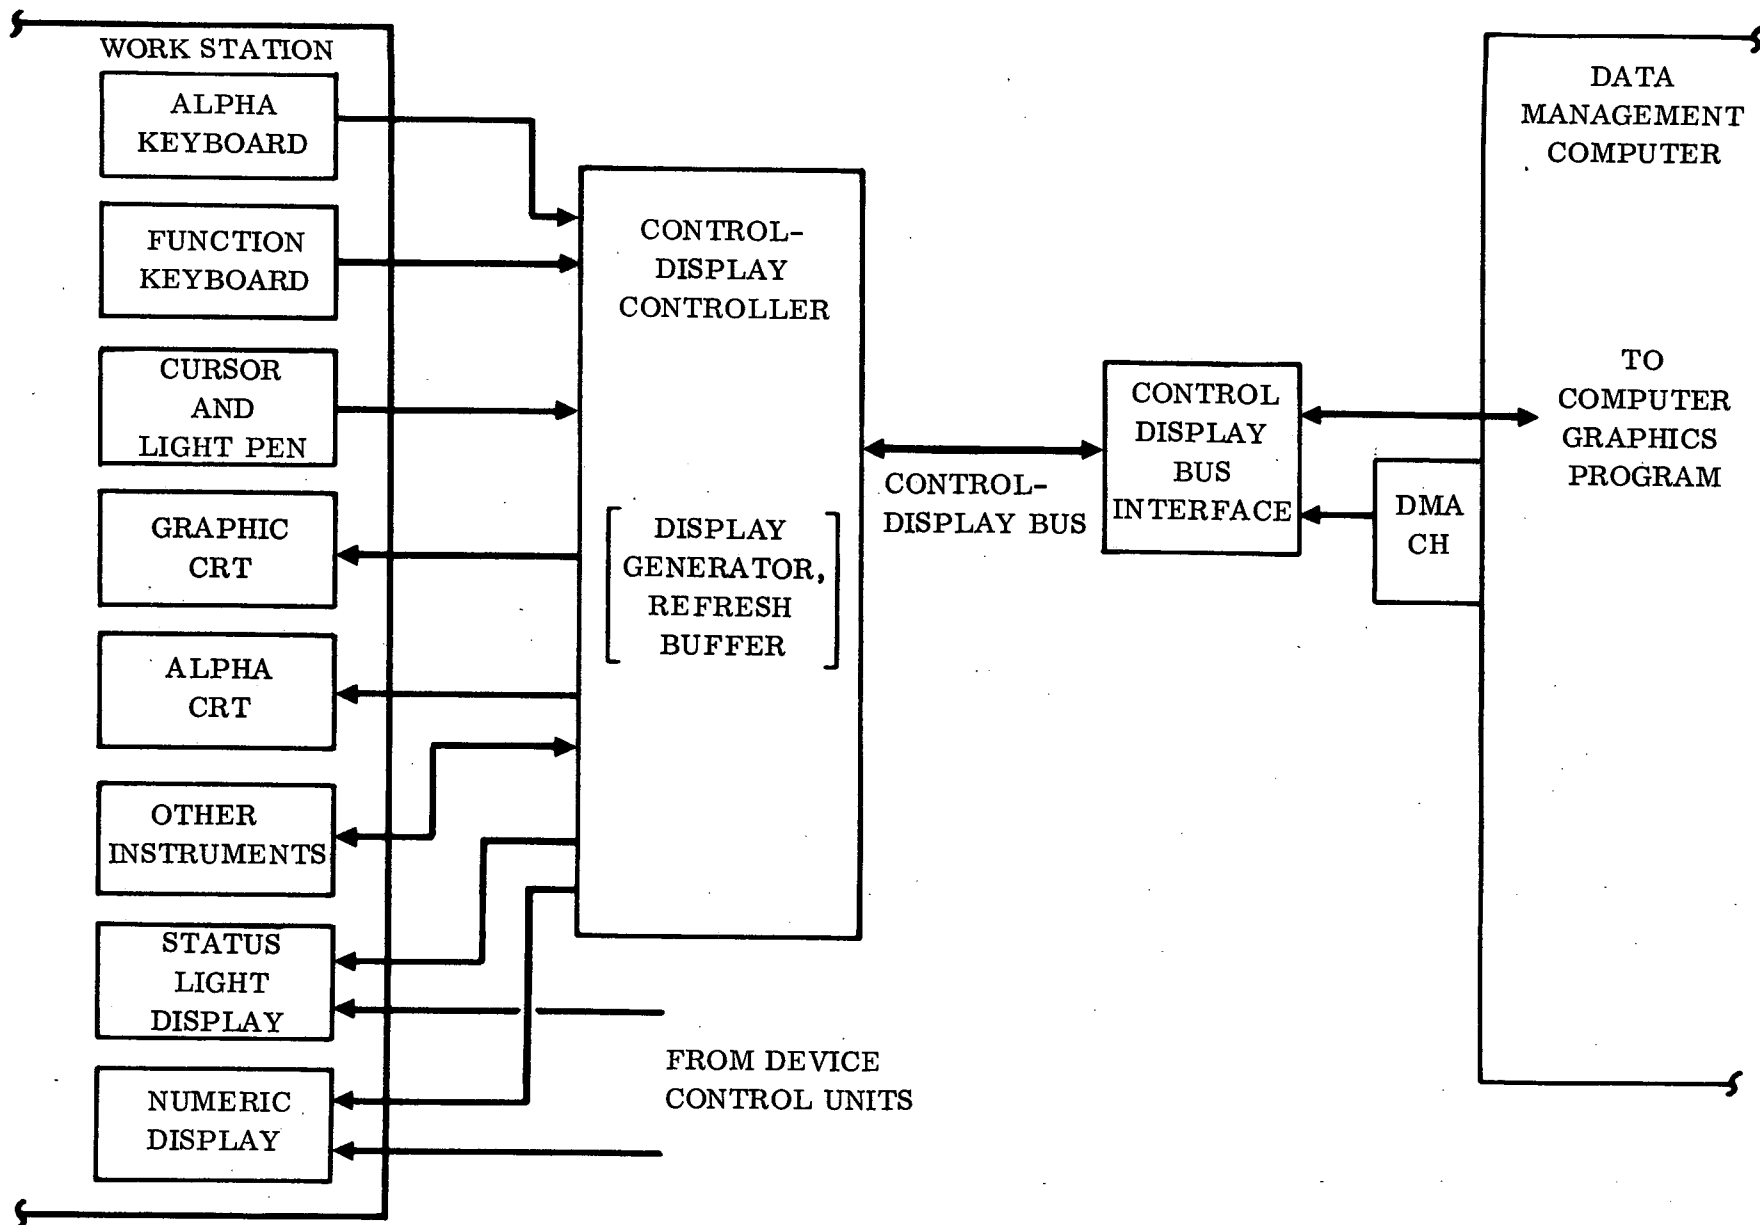 WORK STATION
ALPHA
KEYBOARD
FUNCTION
KEYBOARD
CURSOR
AND
LIGHT PEN
GRAPHIC
CRT
ALPHA
CRT
OTHER
INSTRUMENTS
STATUS
LIGHT
DISPLAY
NUMERIC
DISPLAY
CONTROL-
DISPLAY
CONTROLLER
DISPLAY
GENERATOR,
REFRESH
BUFFER
FROM DEVICE
CONTROL UNITS
CONTROL-
DISPLAY BUS
CONTROL
DISPLAY
BUS
INTERFACE
DMA
CH
DATA
MANAGEMENT
COMPUTER
TO
COMPUTER
GRAPHICS
PROGRAM